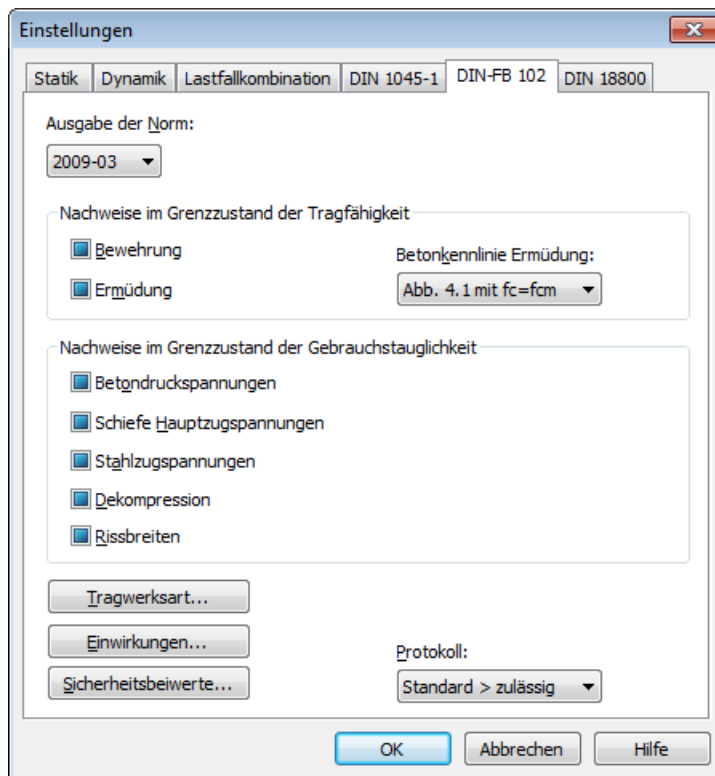 Einstellungen
Statik Dynamik Lastfallkombination DIN 1045-1 DIN-FB 102 DIN 18800
Ausgabe der Norm:
2009-03
Nachweise im Grenzzustand der Tragfähigkeit
Bewehrung
Betonkennlinie Ermüdung:
Ermüdung
Abb. 4.1 mit fc=fcm
Nachweise im Grenzzustand der Gebrauchstauglichkeit
Betondruckspannungen
Schiefe Hauptzugspannungen
Stahlzugspannungen
Dekompression
Rissbreiten
Tragwerksart...
Einwirkungen...
Protokoll:
Sicherheitsbeiwerte...
Standard > zulässig
OK Abbrechen Hilfe